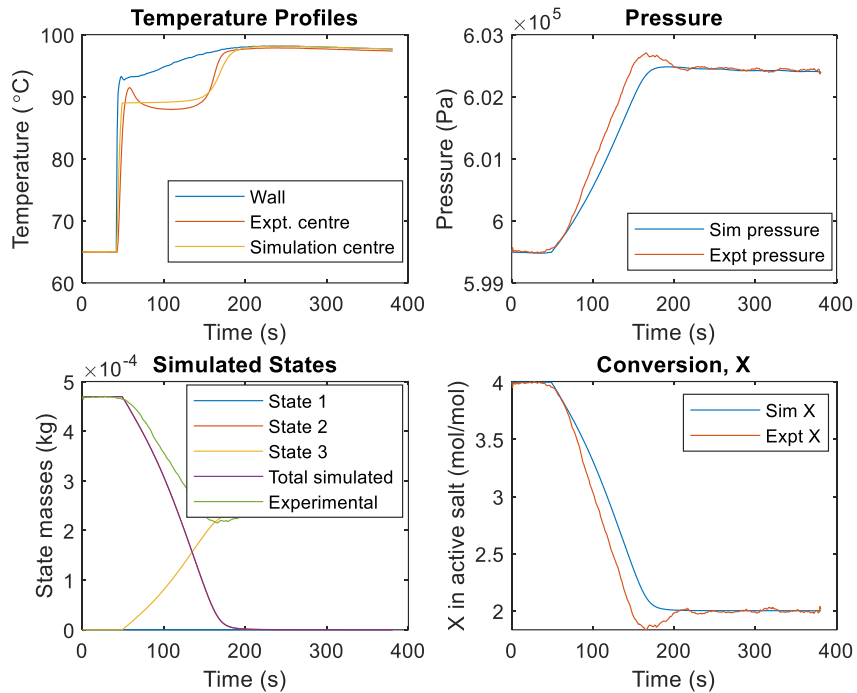 Temperature Profiles
100
90
80
70
60
0
100
200
300
400
Temperature ( °C)
Time (s)
Wall
Expt. centre
Simulation centre
Pressure
×10⁵
6.03
6.02
6.01
6
5.99
0
100
200
300
400
Pressure (Pa)
Time (s)
Sim pressure
Expt pressure
Simulated States
×10⁻⁴
5
4
3
2
1
0
0
100
200
300
400
State masses (kg)
Time (s)
State 1
State 2
State 3
Total simulated
Experimental
Conversion, X
4
3.5
3
2.5
2
0
100
200
300
400
X in active salt (mol/mol)
Time (s)
Sim X
Expt X